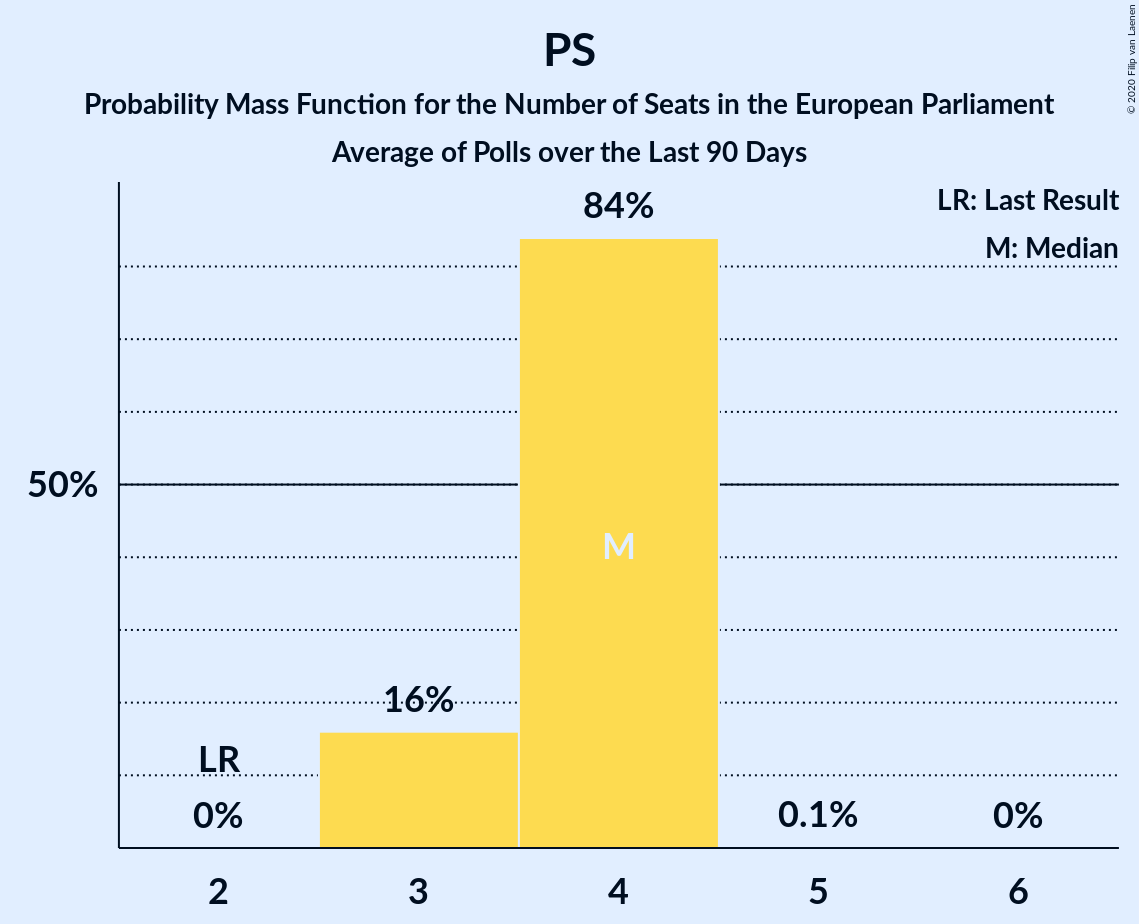 PS
Probability Mass Function for the Number of Seats in the European Parliament
Average of Polls over the Last 90 Days
© 2020 Filip van Laenen
LR: Last Result
M: Median
84%
50%
M
16%
LR
0%
0.1%
0%
2 3 4 5 6